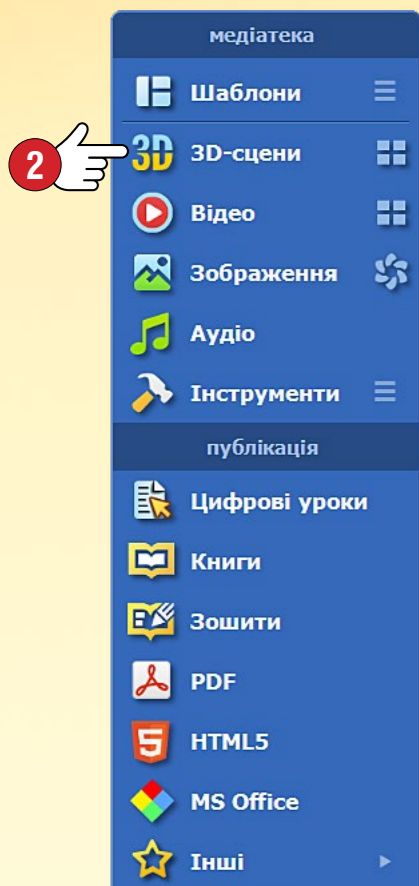 медіатека
Шаблони
2
3D 3D-сцени
Відео
Зображення
Аудіо
Інструменти
публікація
Цифрові уроки
Книги
Зошити
PDF
5 HTML5
MS Office
Інші